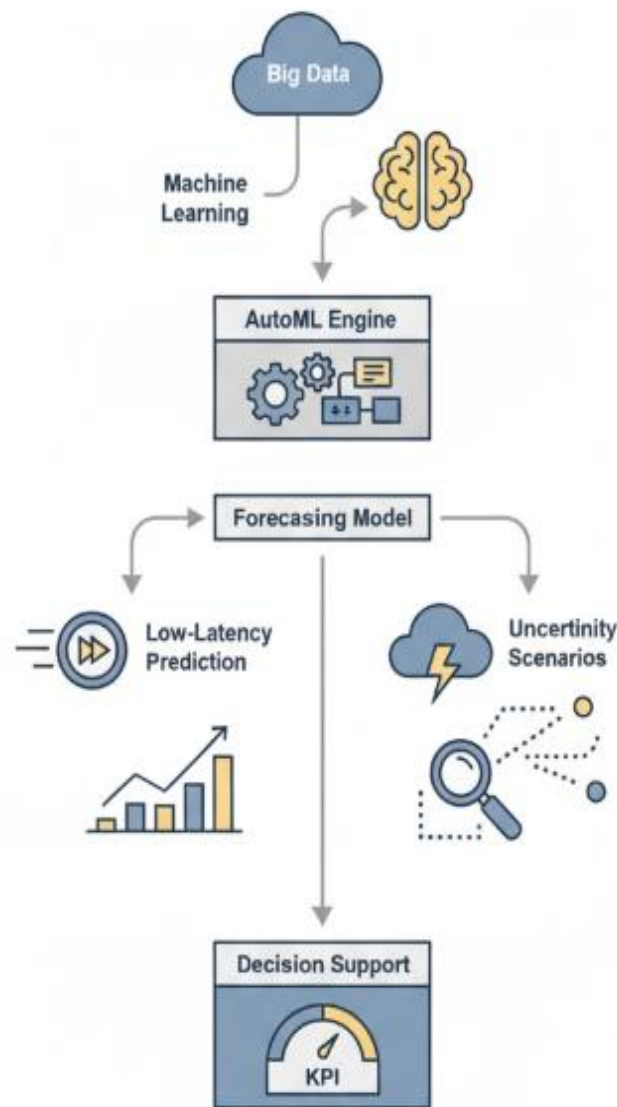 Big Data
Machine
Learning
AutoML Engine
Forecasing Model
Low-Latency
Prediction
Uncertinity
Scenarios
Decision Support
KPI